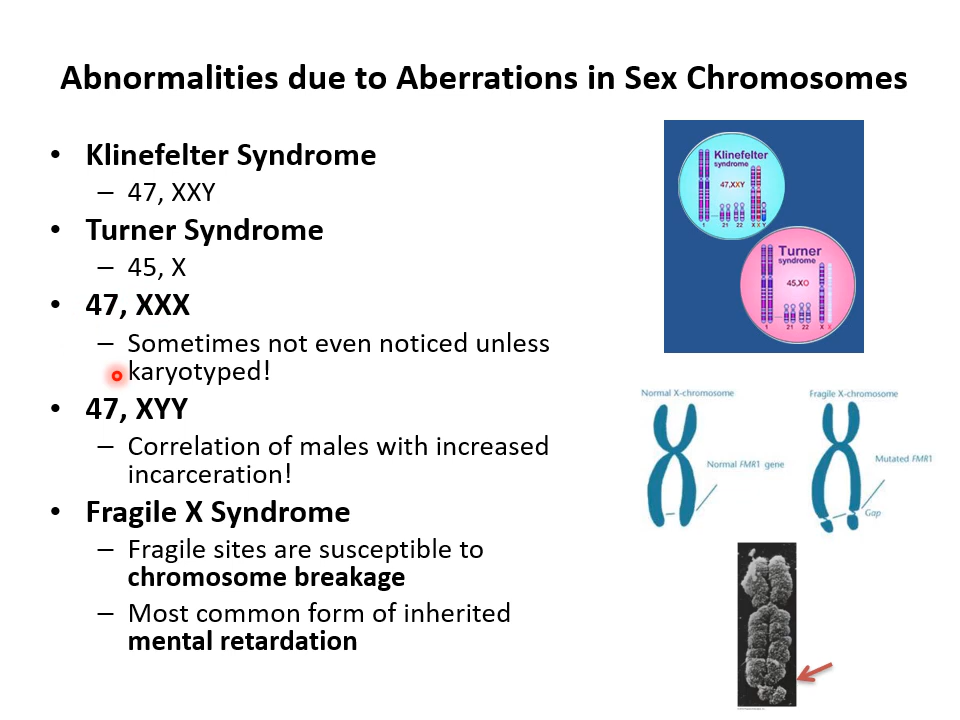 Abnormalities due to Aberrations in Sex Chromosomes
• Klinefelter Syndrome
– 47, XXY
• Turner Syndrome
– 45, X
• 47, XXX
– Sometimes not even noticed unless
karyotyped!
• 47, XYY
– Correlation of males with increased
incarceration!
• Fragile X Syndrome
– Fragile sites are susceptible to
chromosome breakage
– Most common form of inherited
mental retardation
Klinefelter
syndrome
47,XXY
1 21 22 X X Y
Turner
syndrome
45,XO
1 21 22 X X
Normal X-chromosome
Normal FMR1 gene
Fragile X-chromosome
Mutated FMR1
Gap